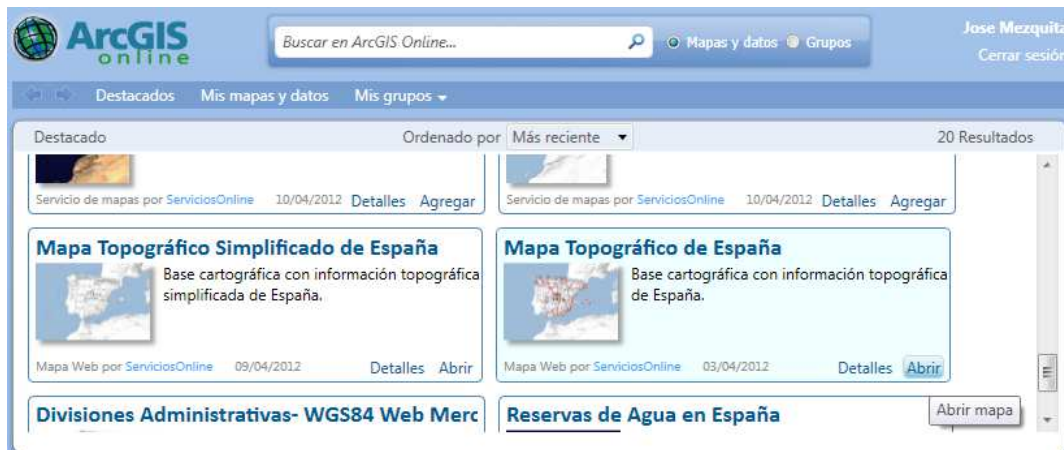 ArcGIS
online
Buscar en ArcGIS Online...
Mapas y datos
Grupos
Jose Mezquita
Cerrar sesión
Destacados
Mis mapas y datos
Mis grupos
Destacado
Ordenado por
Más reciente
20 Resultados
Servicio de mapas por ServiciosOnline 10/04/2012 Detalles Agregar
Servicio de mapas por ServiciosOnline 10/04/2012 Detalles Agregar
Mapa Topográfico Simplificado de España
Base cartográfica con información topográfica
simplificada de España.
Mapa Web por ServiciosOnline 09/04/2012 Detalles Abrir
Mapa Topográfico de España
Base cartográfica con información topográfica
de España.
Mapa Web por ServiciosOnline 03/04/2012 Detalles Abrir
Divisiones Administrativas- WGS84 Web Merc
Reservas de Agua en España
Abrir mapa